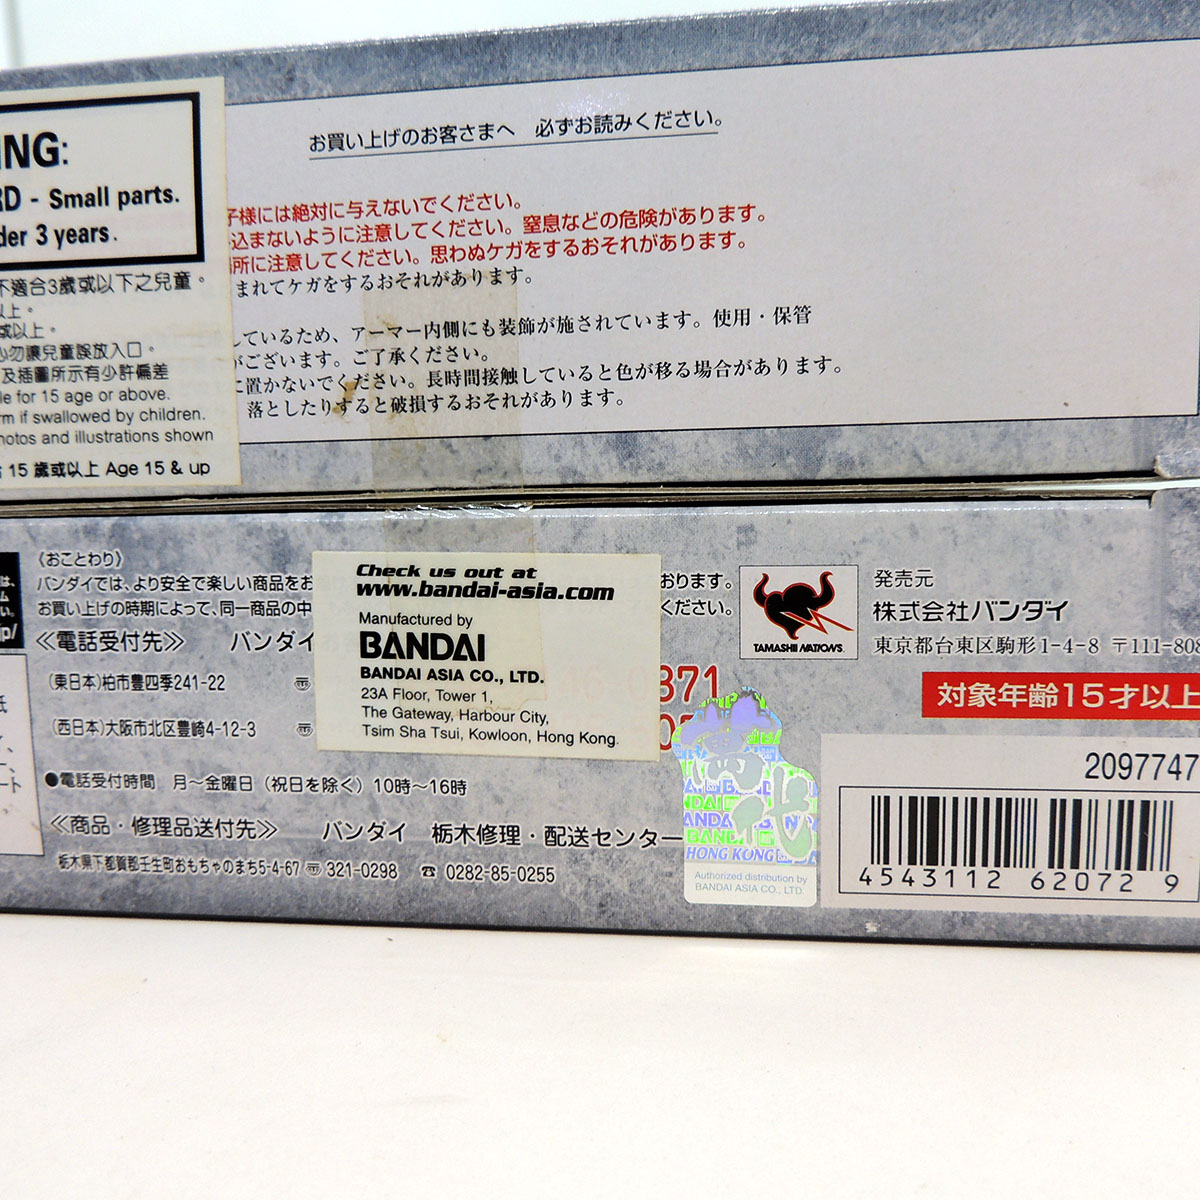 ING:
RD - Small parts.
der 3 years.
不適合3歲或以下之兒童。
以上。
或以上。
必勿讓兒童誤放入口。
及插圖所示有少許偏差
le for 15 age or above.
rm if swallowed by children.
hotos and illustrations shown
15 歲或以上 Age 15 & up
お買い上げのお客さまへ 必ずお読みください。
子様には絶対に与えないでください。
込まないように注意してください。窒息などの危険があります。
所に注意してください。思わぬケガをするおそれがあります。
まれてケガをするおそれがあります。
しているため、アーマー内側にも装飾が施されています。使用・保管
がございます。ご了承ください。
に置かないでください。長時間接触していると色が移る場合があります。
落としたりすると破損するおそれがあります。
〈おことわり〉
バンダイでは、より安全で楽しい商品をお
おります。
お買い上げの時期によって、同一商品の中
ください。
≪電話受付先≫ バンダイ
(東日本)柏市豊四季241-22
(西日本)大阪市北区豊崎4-12-3
●電話受付時間 月～金曜日（祝日を除く）10時～16時
≪商品・修理品送付先≫ バンダイ 栃木修理・配送センター
栃木県下都賀郡壬生町おもちゃのまち5-4-67 〠 321-0298 ☎ 0282-85-0255
Check us out at
www.bandai-asia.com
Manufactured by
BANDAI
BANDAI ASIA CO., LTD.
23A Floor, Tower 1,
The Gateway, Harbour City,
Tsim Sha Tsui, Kowloon, Hong Kong.
371
萬代
HONG KONG
Authorized distribution by
BANDAI ASIA CO., LTD.
TAMASHII NATIONS
発売元
株式会社バンダイ
東京都台東区駒形1-4-8 〒111-808
対象年齢15才以上
2097747
4543112 620729